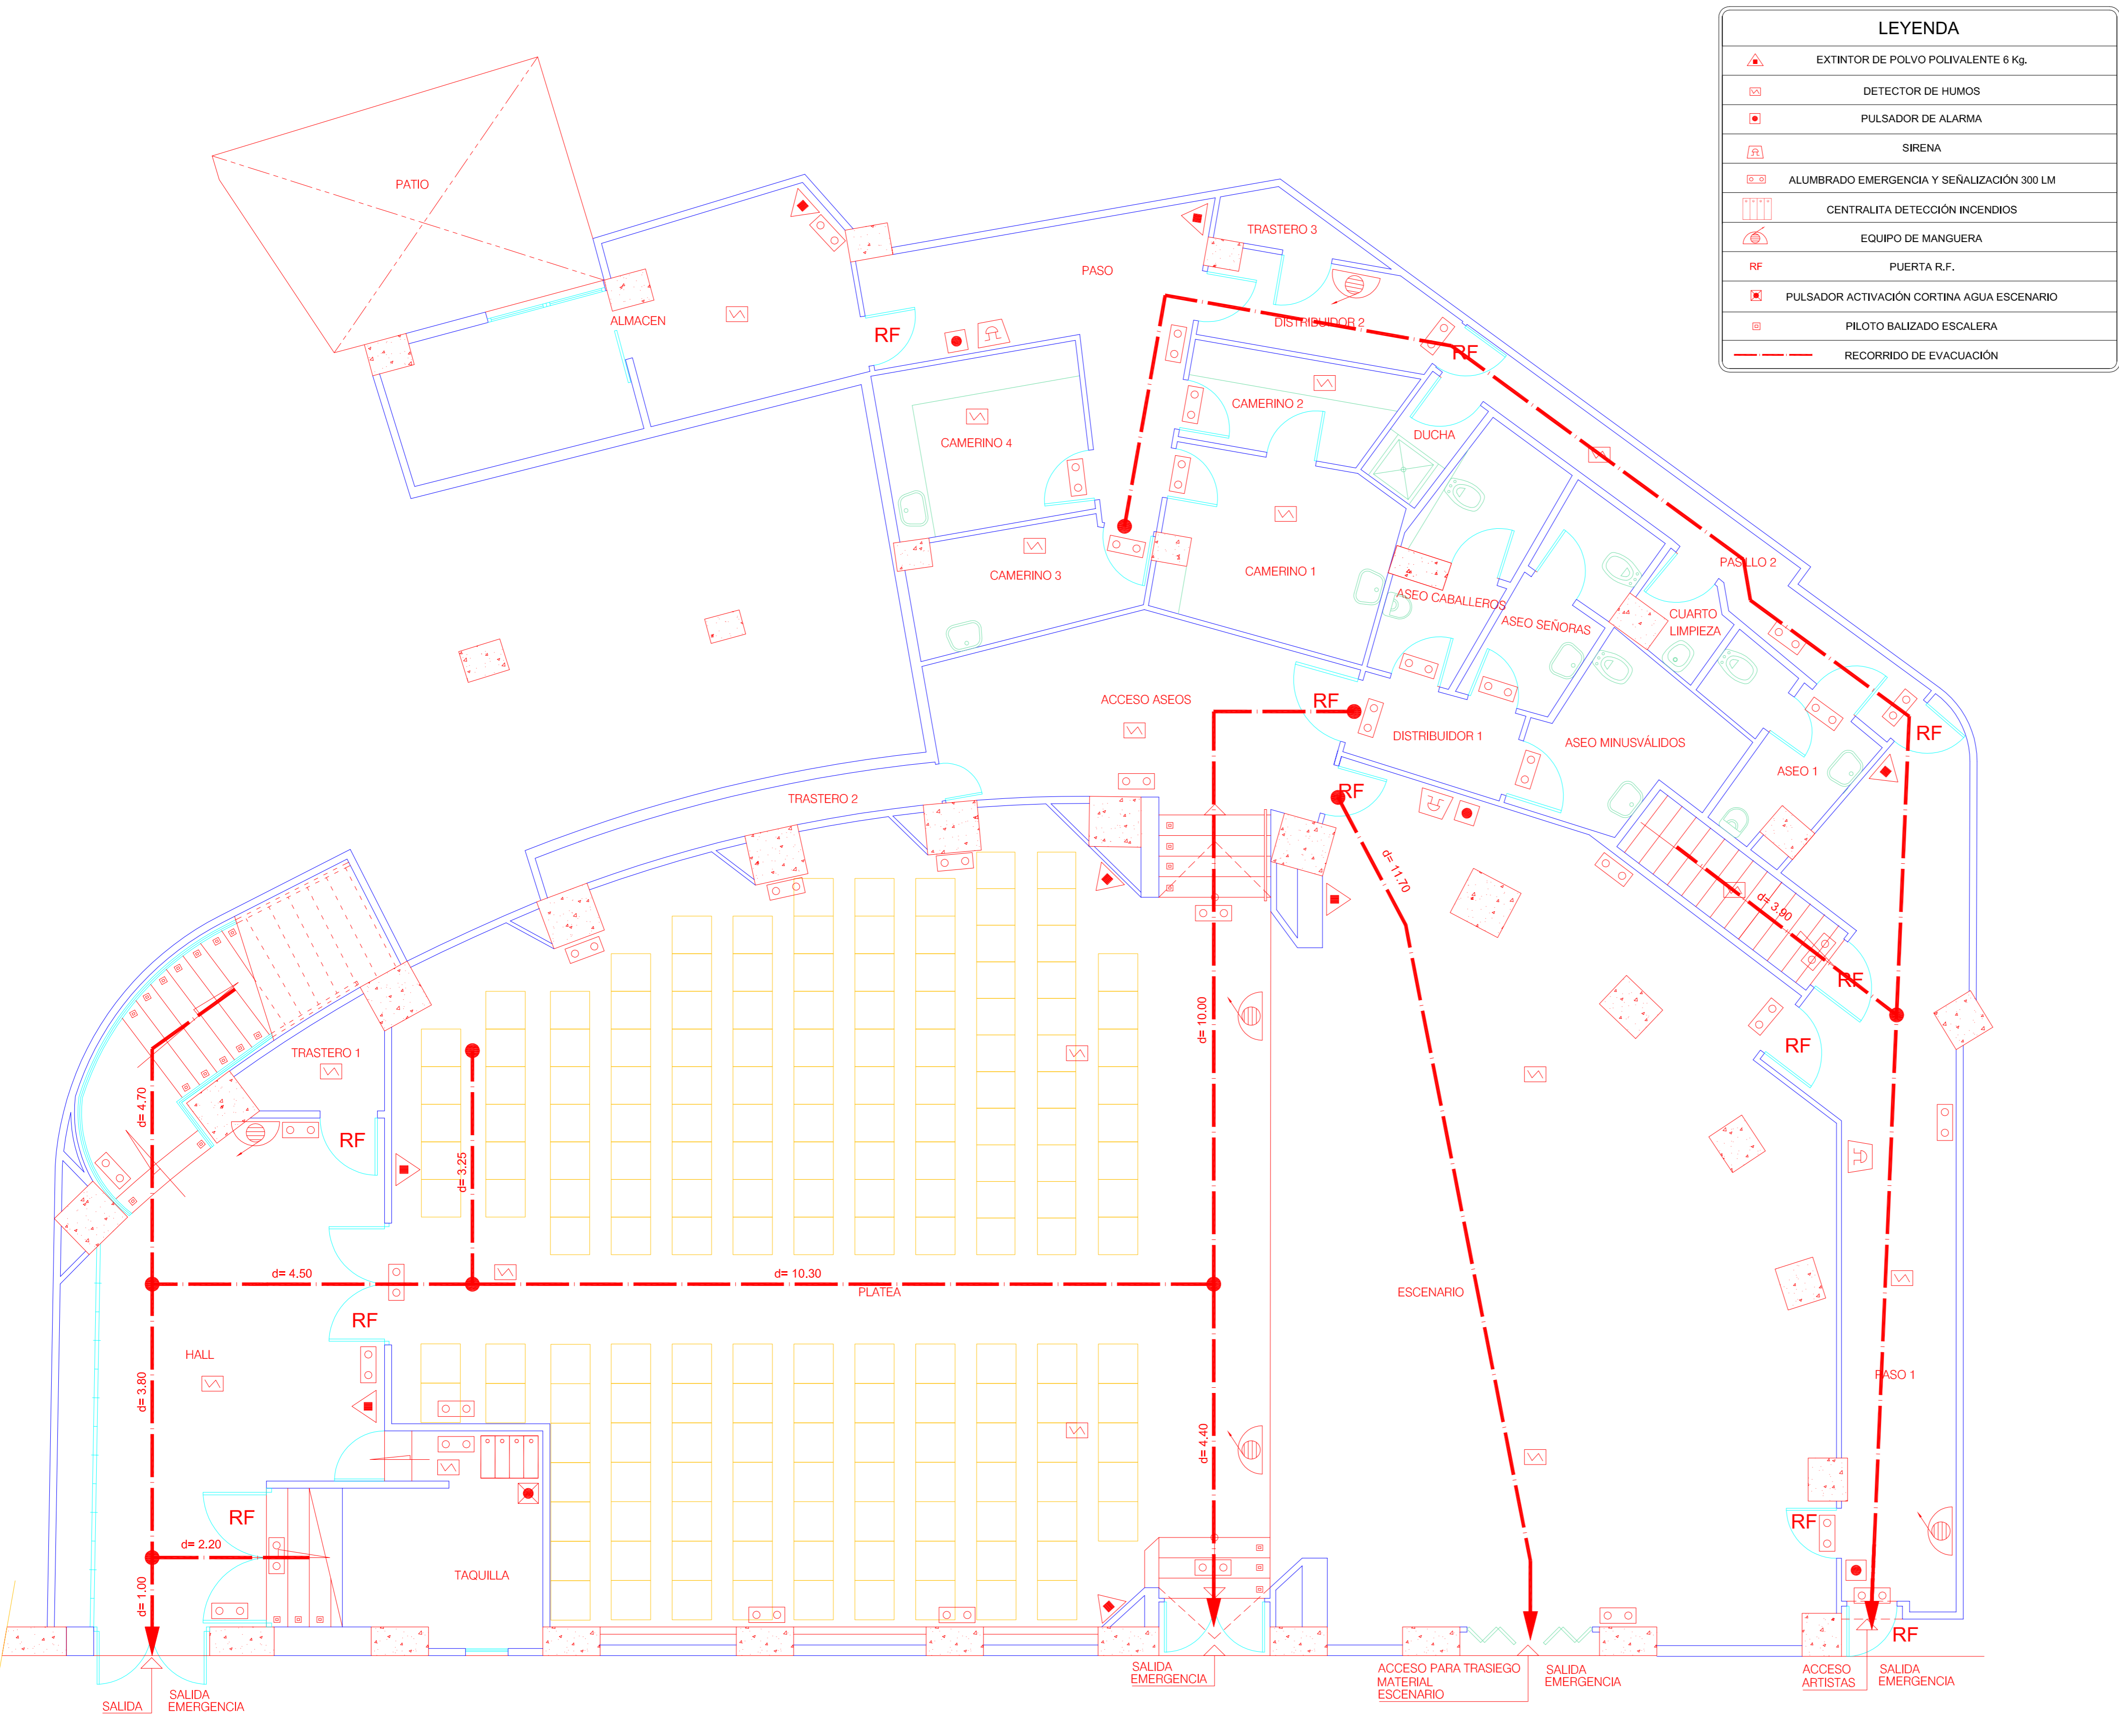 LEYENDA
EXTINTOR DE POLVO POLIVALENTE 6 Kg.
DETECTOR DE HUMOS
PULSADOR DE ALARMA
SIRENA
ALUMBRADO EMERGENCIA Y SEÑALIZACIÓN 300 LM
CENTRALITA DETECCIÓN INCENDIOS
EQUIPO DE MANGUERA
RF PUERTA R.F.
PULSADOR ACTIVACIÓN CORTINA AGUA ESCENARIO
PILOTO BALIZADO ESCALERA
RECORRIDO DE EVACUACIÓN
PATIO
TRASTERO 3
PASO
ALMACEN
RF
DISTRIBUIDOR 2
RF
CAMERINO 2
CAMERINO 4
DUCHA
CAMERINO 3
CAMERINO 1
PASILLO 2
ASEO CABALLEROS
ASEO SEÑORAS
CUARTO
LIMPIEZA
ACCESO ASEOS
RF
DISTRIBUIDOR 1
ASEO MINUSVÁLIDOS
RF
ASEO 1
TRASTERO 2
RF
d= 11.70
d= 3.90
RF
d= 10.00
TRASTERO 1
RF
d= 4.70
RF
d= 3.25
d= 4.50
d= 10.30
PLATEA
ESCENARIO
RF
HALL
d= 3.80
PASO 1
d= 4.40
RF
RF
d= 2.20
TAQUILLA
d= 1.00
RF
SALIDA
SALIDA
EMERGENCIA
SALIDA
EMERGENCIA
ACCESO PARA TRASIEGO
MATERIAL
ESCENARIO
SALIDA
EMERGENCIA
ACCESO
ARTISTAS
SALIDA
EMERGENCIA